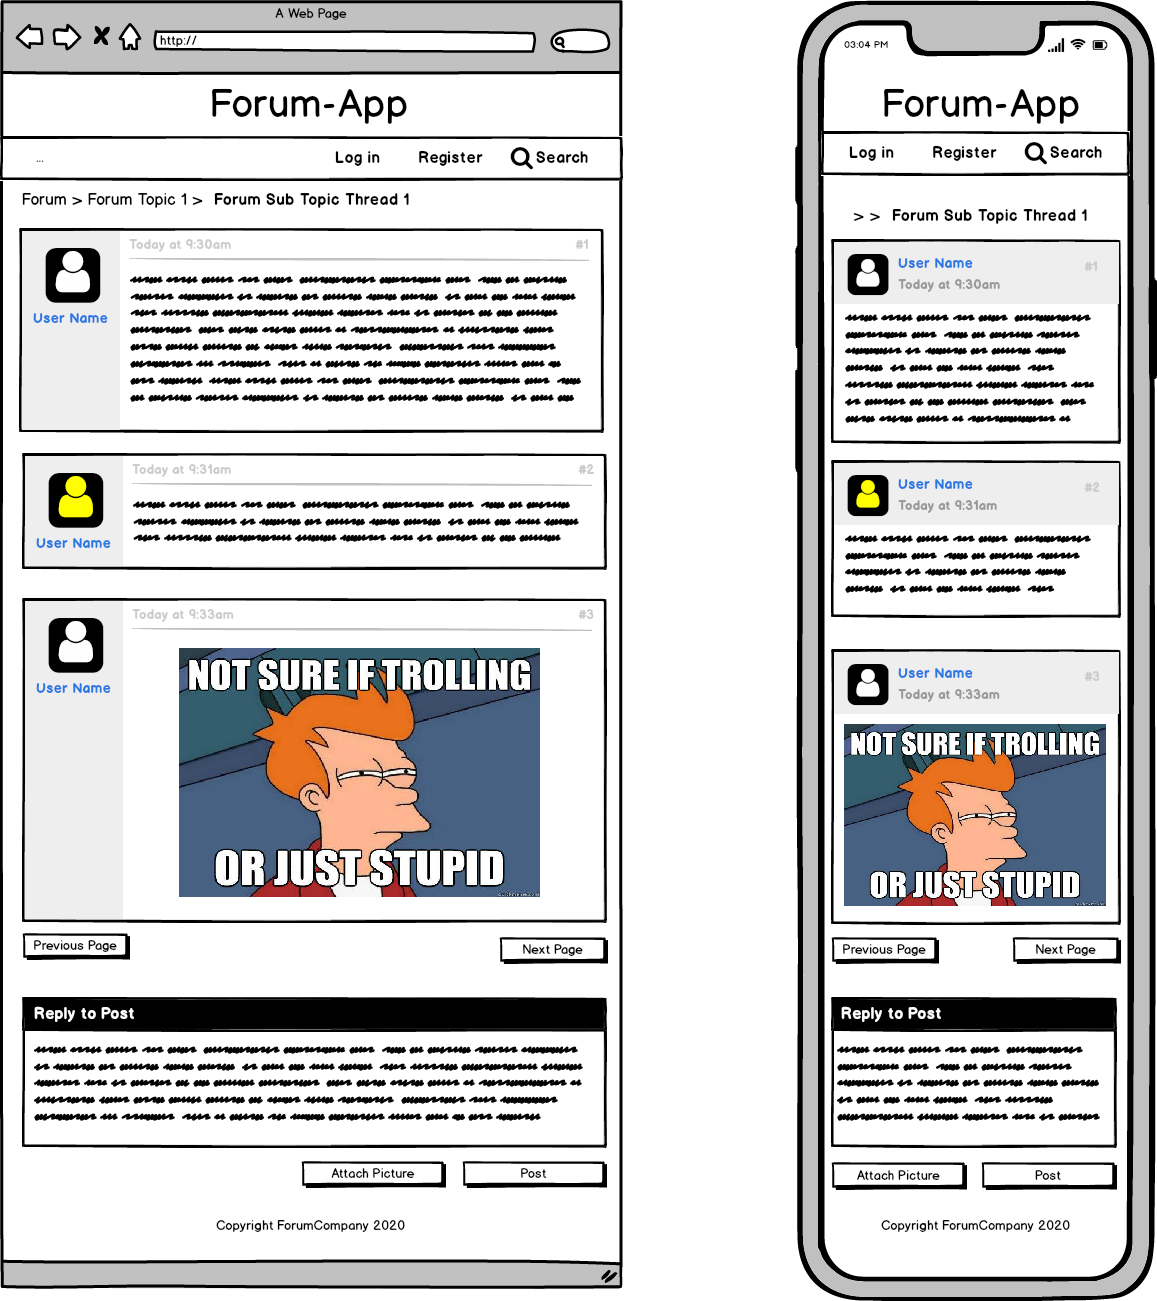 A Web Page
http://
Forum-App
...
Log in Register Search
Forum > Forum Topic 1 > Forum Sub Topic Thread 1
Today at 9:30am #1
User Name
Today at 9:31am #2
User Name
Today at 9:33am #3
User Name
NOT SURE IF TROLLING
OR JUST STUPID
Previous Page Next Page
Reply to Post
Attach Picture Post
Copyright ForumCompany 2020
03:04 PM
Forum-App
Log in Register Search
> > Forum Sub Topic Thread 1
User Name #1
Today at 9:30am
User Name #2
Today at 9:31am
User Name #3
Today at 9:33am
NOT SURE IF TROLLING
OR JUST STUPID
Previous Page Next Page
Reply to Post
Attach Picture Post
Copyright ForumCompany 2020